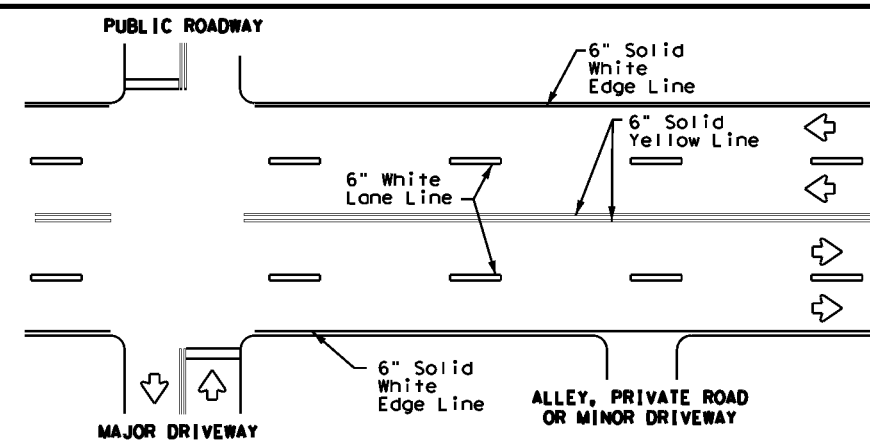 PUBLIC ROADWAY
6" Solid
White
Edge Line
6" Solid
Yellow Line
6" White
Lane Line
6" Solid
White
Edge Line
ALLEY, PRIVATE ROAD
OR MINOR DRIVEWAY
MAJOR DRIVEWAY